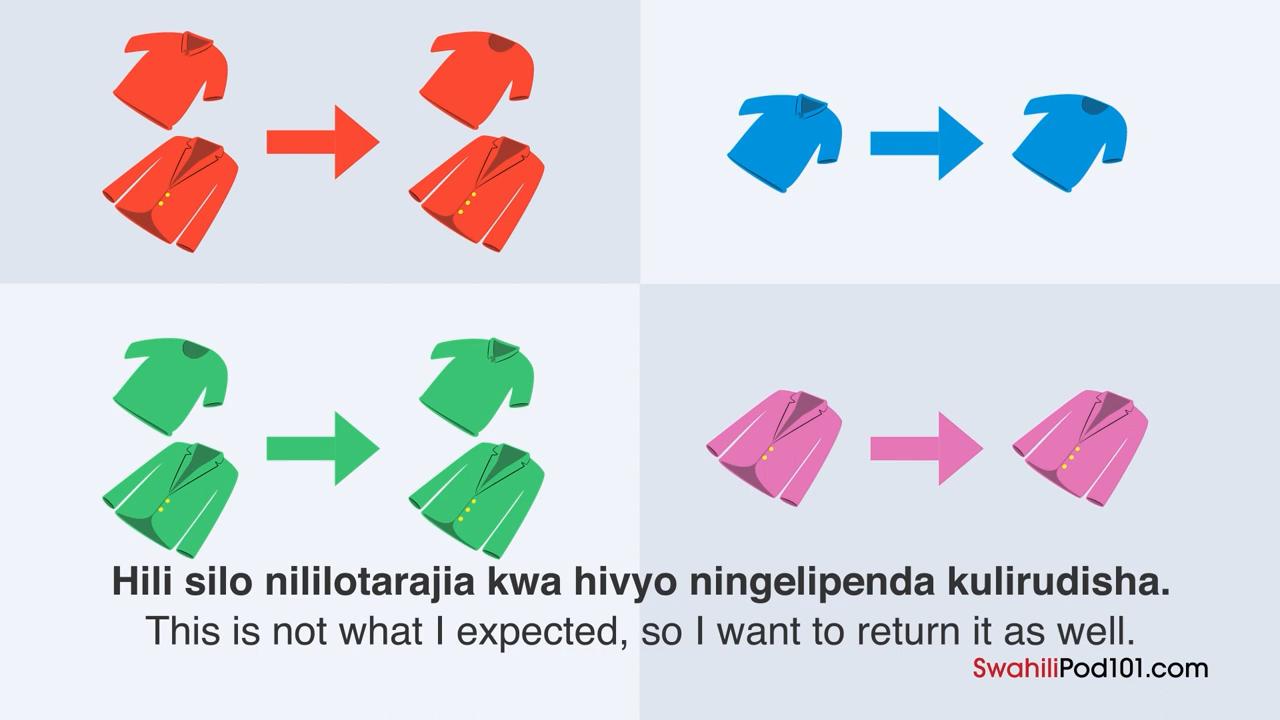 Hili silo nililotarajia kwa hivyo ningelipenda kulirudisha.
This is not what I expected, so I want to return it as well.
SwahiliPod101.com